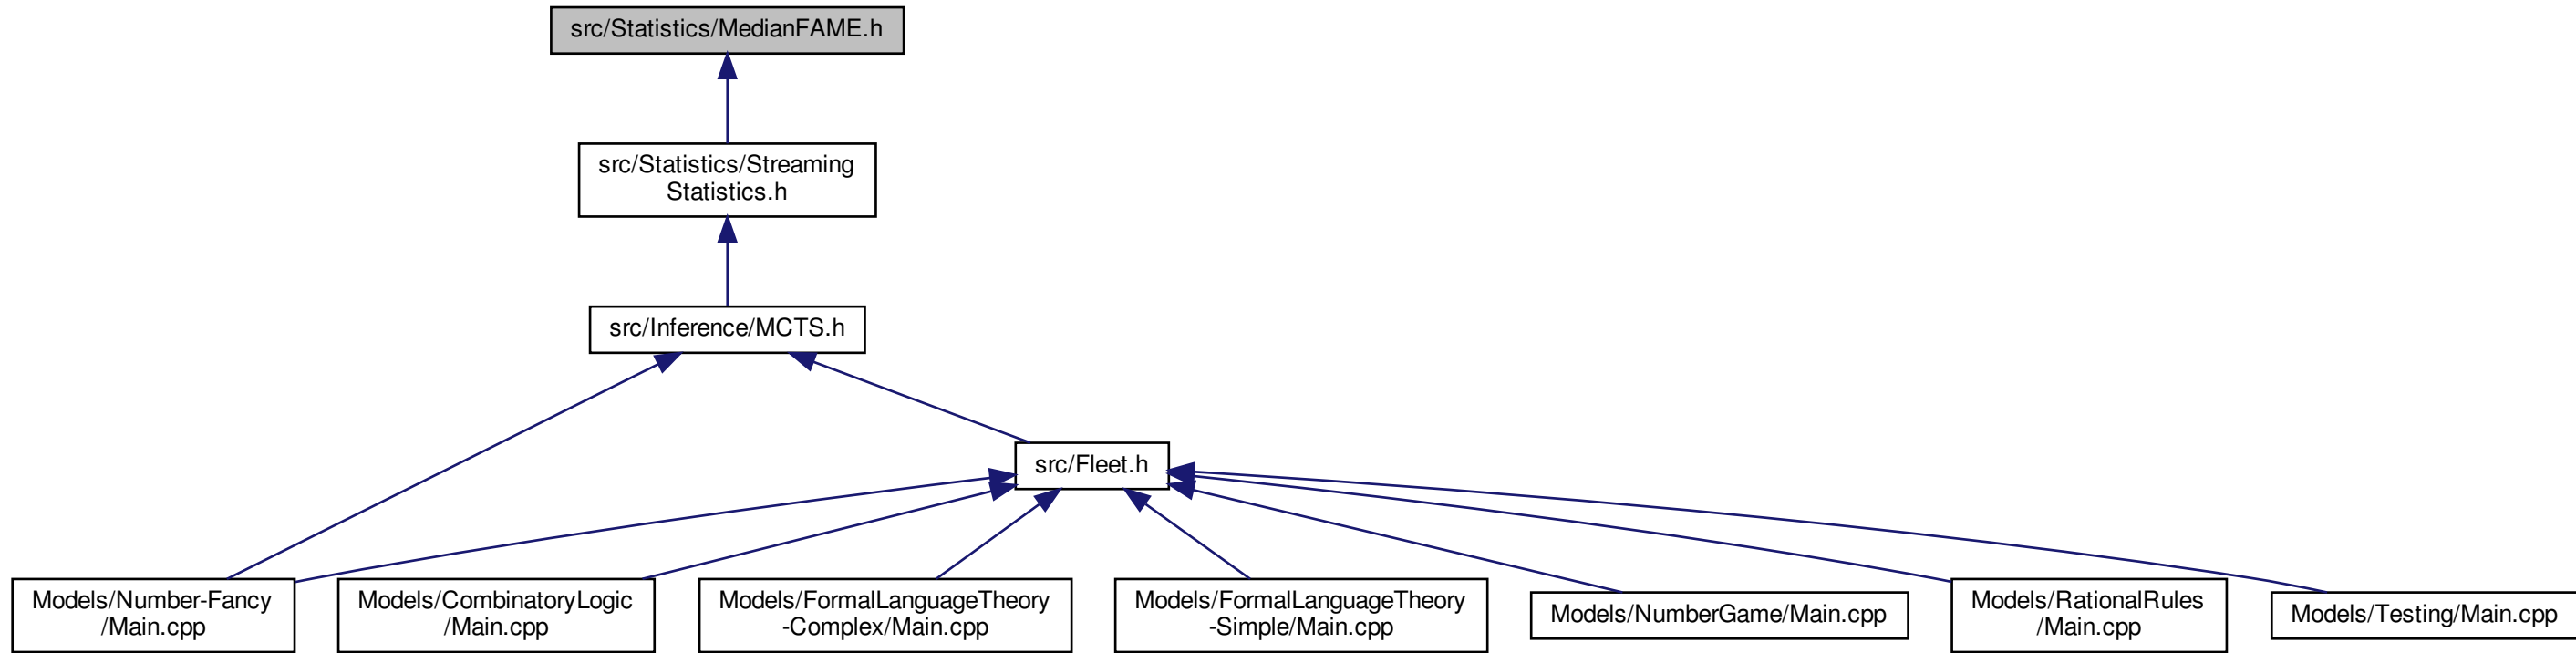 src/Statistics/MedianFAME.h
src/Statistics/Streaming
Statistics.h
src/Inference/MCTS.h
src/Fleet.h
Models/Number-Fancy
/Main.cpp
Models/CombinatoryLogic
/Main.cpp
Models/FormalLanguageTheory
-Complex/Main.cpp
Models/FormalLanguageTheory
-Simple/Main.cpp
Models/NumberGame/Main.cpp
Models/RationalRules
/Main.cpp
Models/Testing/Main.cpp